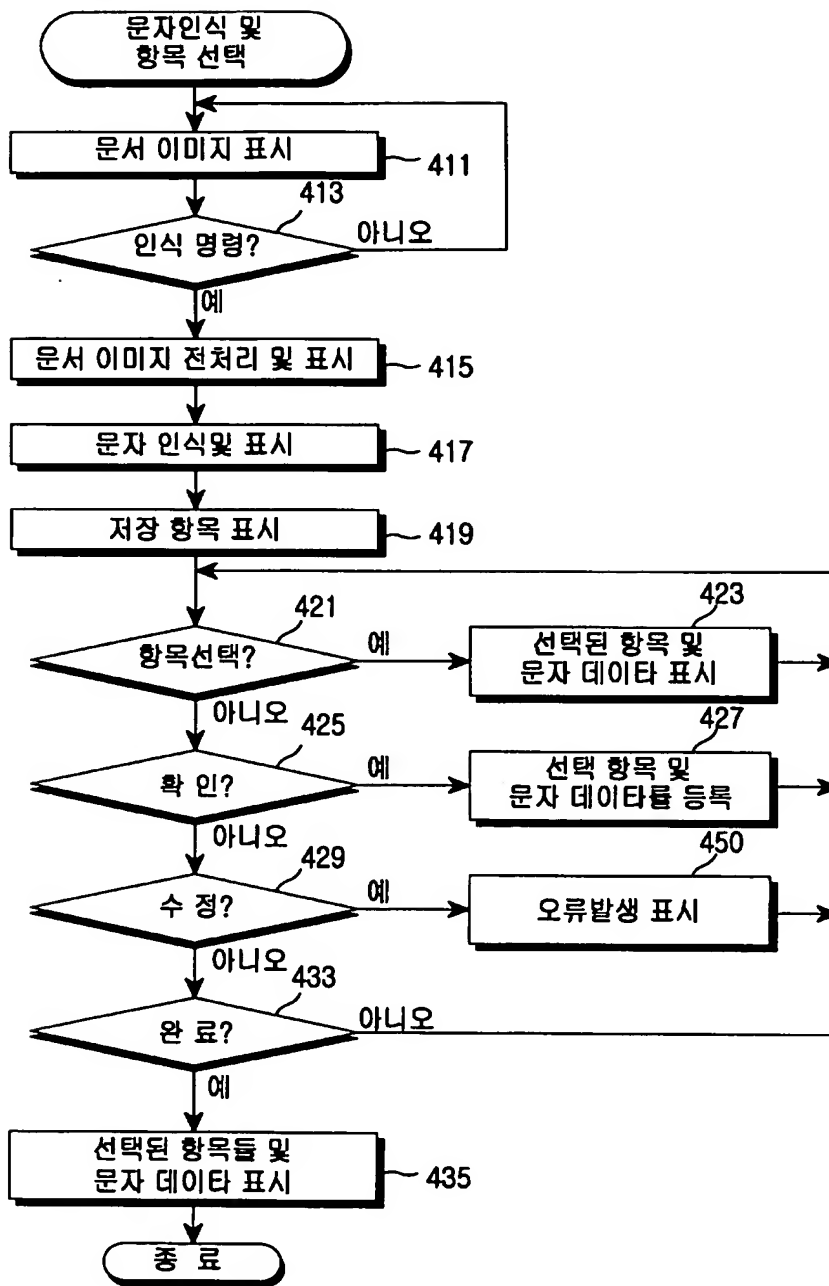 문자인식 및
항목 선택
문서 이미지 표시
411
413
인식 명령?
아니오
예
문서 이미지 전처리 및 표시
415
문자 인식및 표시
417
저장 항목 표시
419
421
항목선택?
예
423
선택된 항목 및
문자 데이타 표시
아니오
425
확 인?
예
427
선택 항목 및
문자 데이타를 등록
아니오
429
수 정?
예
450
오류발생 표시
아니오
433
완 료?
아니오
예
선택된 항목들 및
문자 데이타 표시
435
종 료